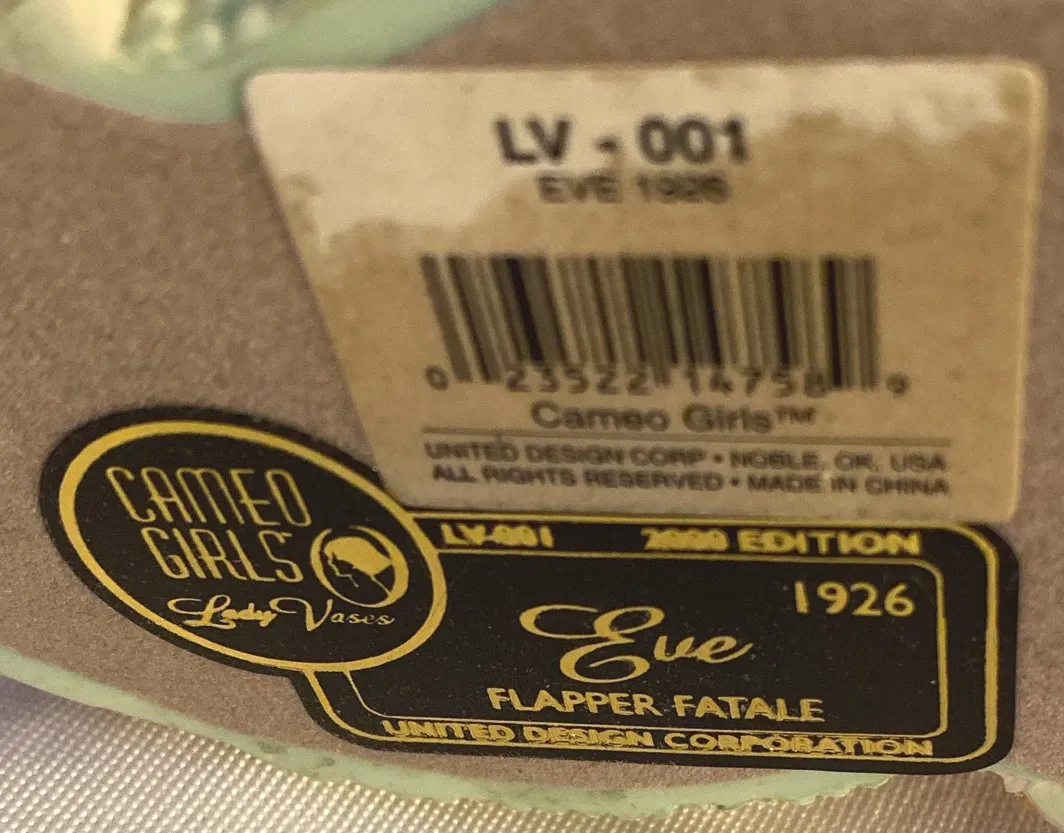 LV - 001
EVE 1926
0 23522 14758 9
Cameo Girls™
UNITED DESIGN CORP • NOBLE, OK, USA
ALL RIGHTS RESERVED • MADE IN CHINA
CAMEO
GIRLS
Lady Vases
LV-001 2000 EDITION
1926
Eve
FLAPPER FATALE
UNITED DESIGN CORPORATION